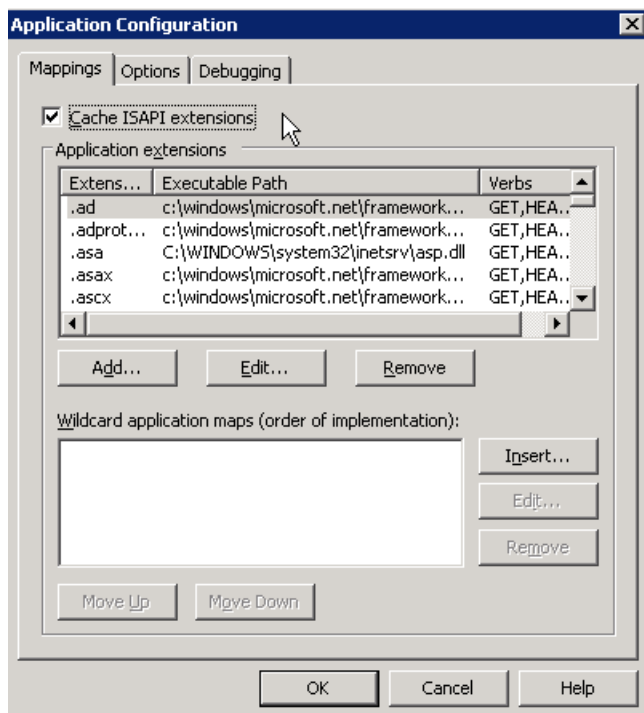 Application Configuration
Mappings Options Debugging
Cache ISAPI extensions
Application extensions
Extens... Executable Path Verbs
.ad c:\windows\microsoft.net\framework... GET,HEA...
.adprot... c:\windows\microsoft.net\framework... GET,HEA...
.asa C:\WINDOWS\system32\inetsrv\asp.dll GET,HEA...
.asax c:\windows\microsoft.net\framework... GET,HEA...
.ascx c:\windows\microsoft.net\framework... GET,HEA...
Add... Edit... Remove
Wildcard application maps (order of implementation):
Insert...
Edit...
Remove
Move Up Move Down
OK Cancel Help